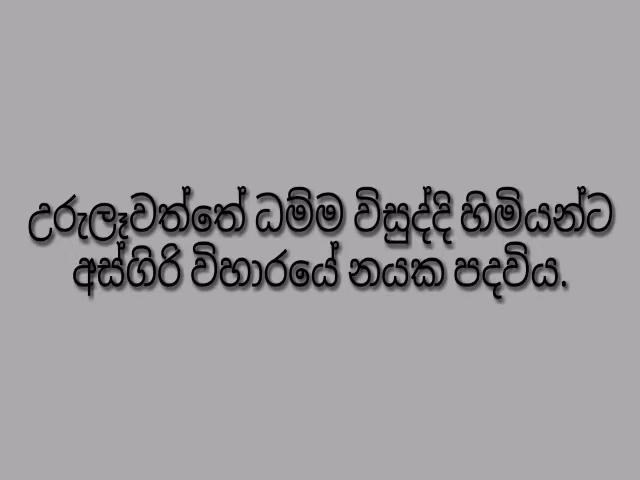 උරුලෑවත්තේ ධම්ම විසුද්දි හිමියන්ට
අස්ගිරි විහාරයේ නයක පදවිය.